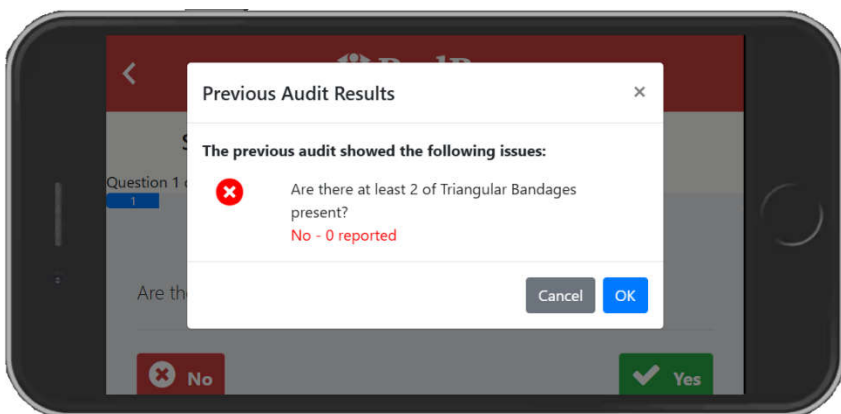 Previous Audit Results ×
The previous audit showed the following issues:
Question 1
1
Are there at least 2 of Triangular Bandages
present?
No - 0 reported
Are
Cancel OK
No Yes